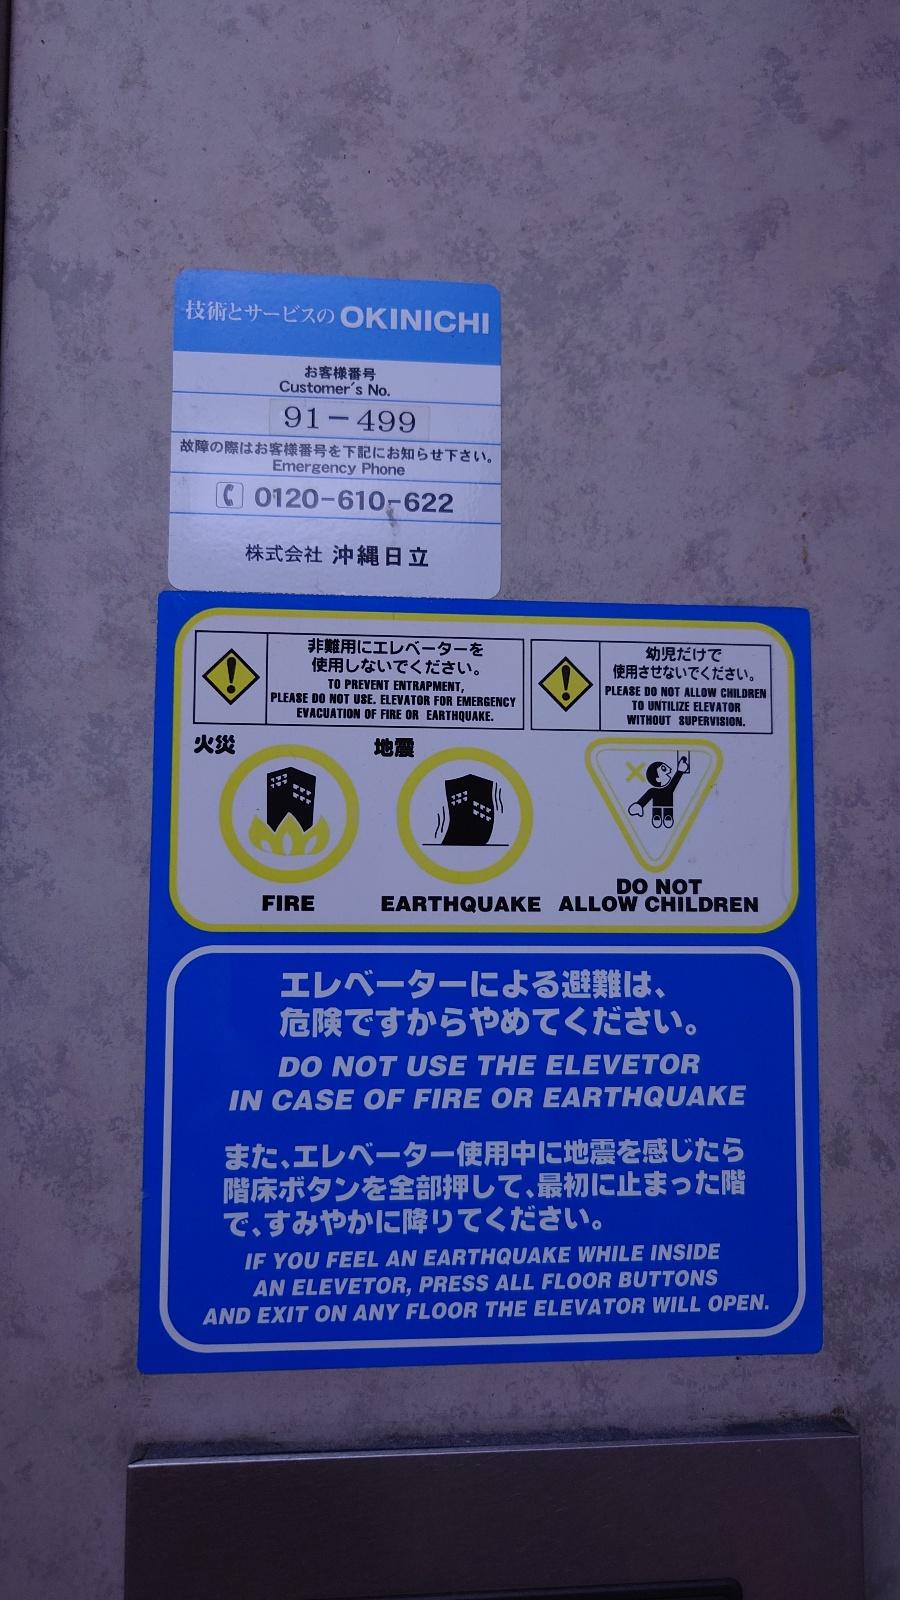 技術とサービスの OKINICHI
お客様番号
Customer's No.
91-499
故障の際はお客様番号を下記にお知らせ下さい。
Emergency Phone
0120-610-622
株式会社 沖縄日立
非難用にエレベーターを
使用しないでください。
TO PREVENT ENTRAPMENT,
PLEASE DO NOT USE. ELEVATOR FOR EMERGENCY
EVACUATION OF FIRE OR EARTHQUAKE.
幼児だけで
使用させないでください。
PLEASE DO NOT ALLOW CHILDREN
TO UNTILIZE ELEVATOR
WITHOUT SUPERVISION.
火災
地震
FIRE
EARTHQUAKE
DO NOT
ALLOW CHILDREN
エレベーターによる避難は、
危険ですからやめてください。
DO NOT USE THE ELEVETOR
IN CASE OF FIRE OR EARTHQUAKE
また、エレベーター使用中に地震を感じたら
階床ボタンを全部押して、最初に止まった階
で、すみやかに降りてください。
IF YOU FEEL AN EARTHQUAKE WHILE INSIDE
AN ELEVETOR, PRESS ALL FLOOR BUTTONS
AND EXIT ON ANY FLOOR THE ELEVATOR WILL OPEN.